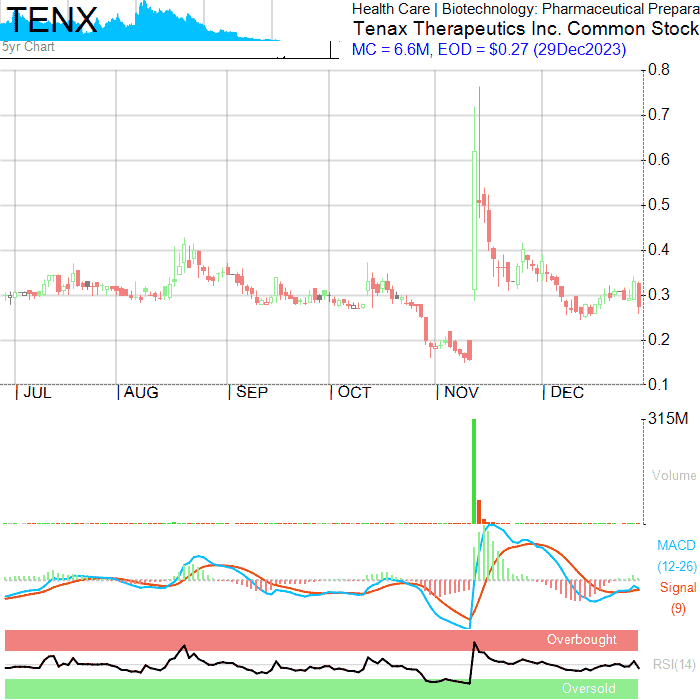 TENX
5yr Chart
Health Care | Biotechnology: Pharmaceutical Prepara
Tenax Therapeutics Inc. Common Stock
MC = 6.6M, EOD = $0.27 (29Dec2023)
0.8
0.7
0.6
0.5
0.4
0.3
0.2
0.1
JUL AUG SEP OCT NOV DEC
315M
Volume
MACD
(12-26)
Signal
(9)
Overbought
RSI(14)
Oversold